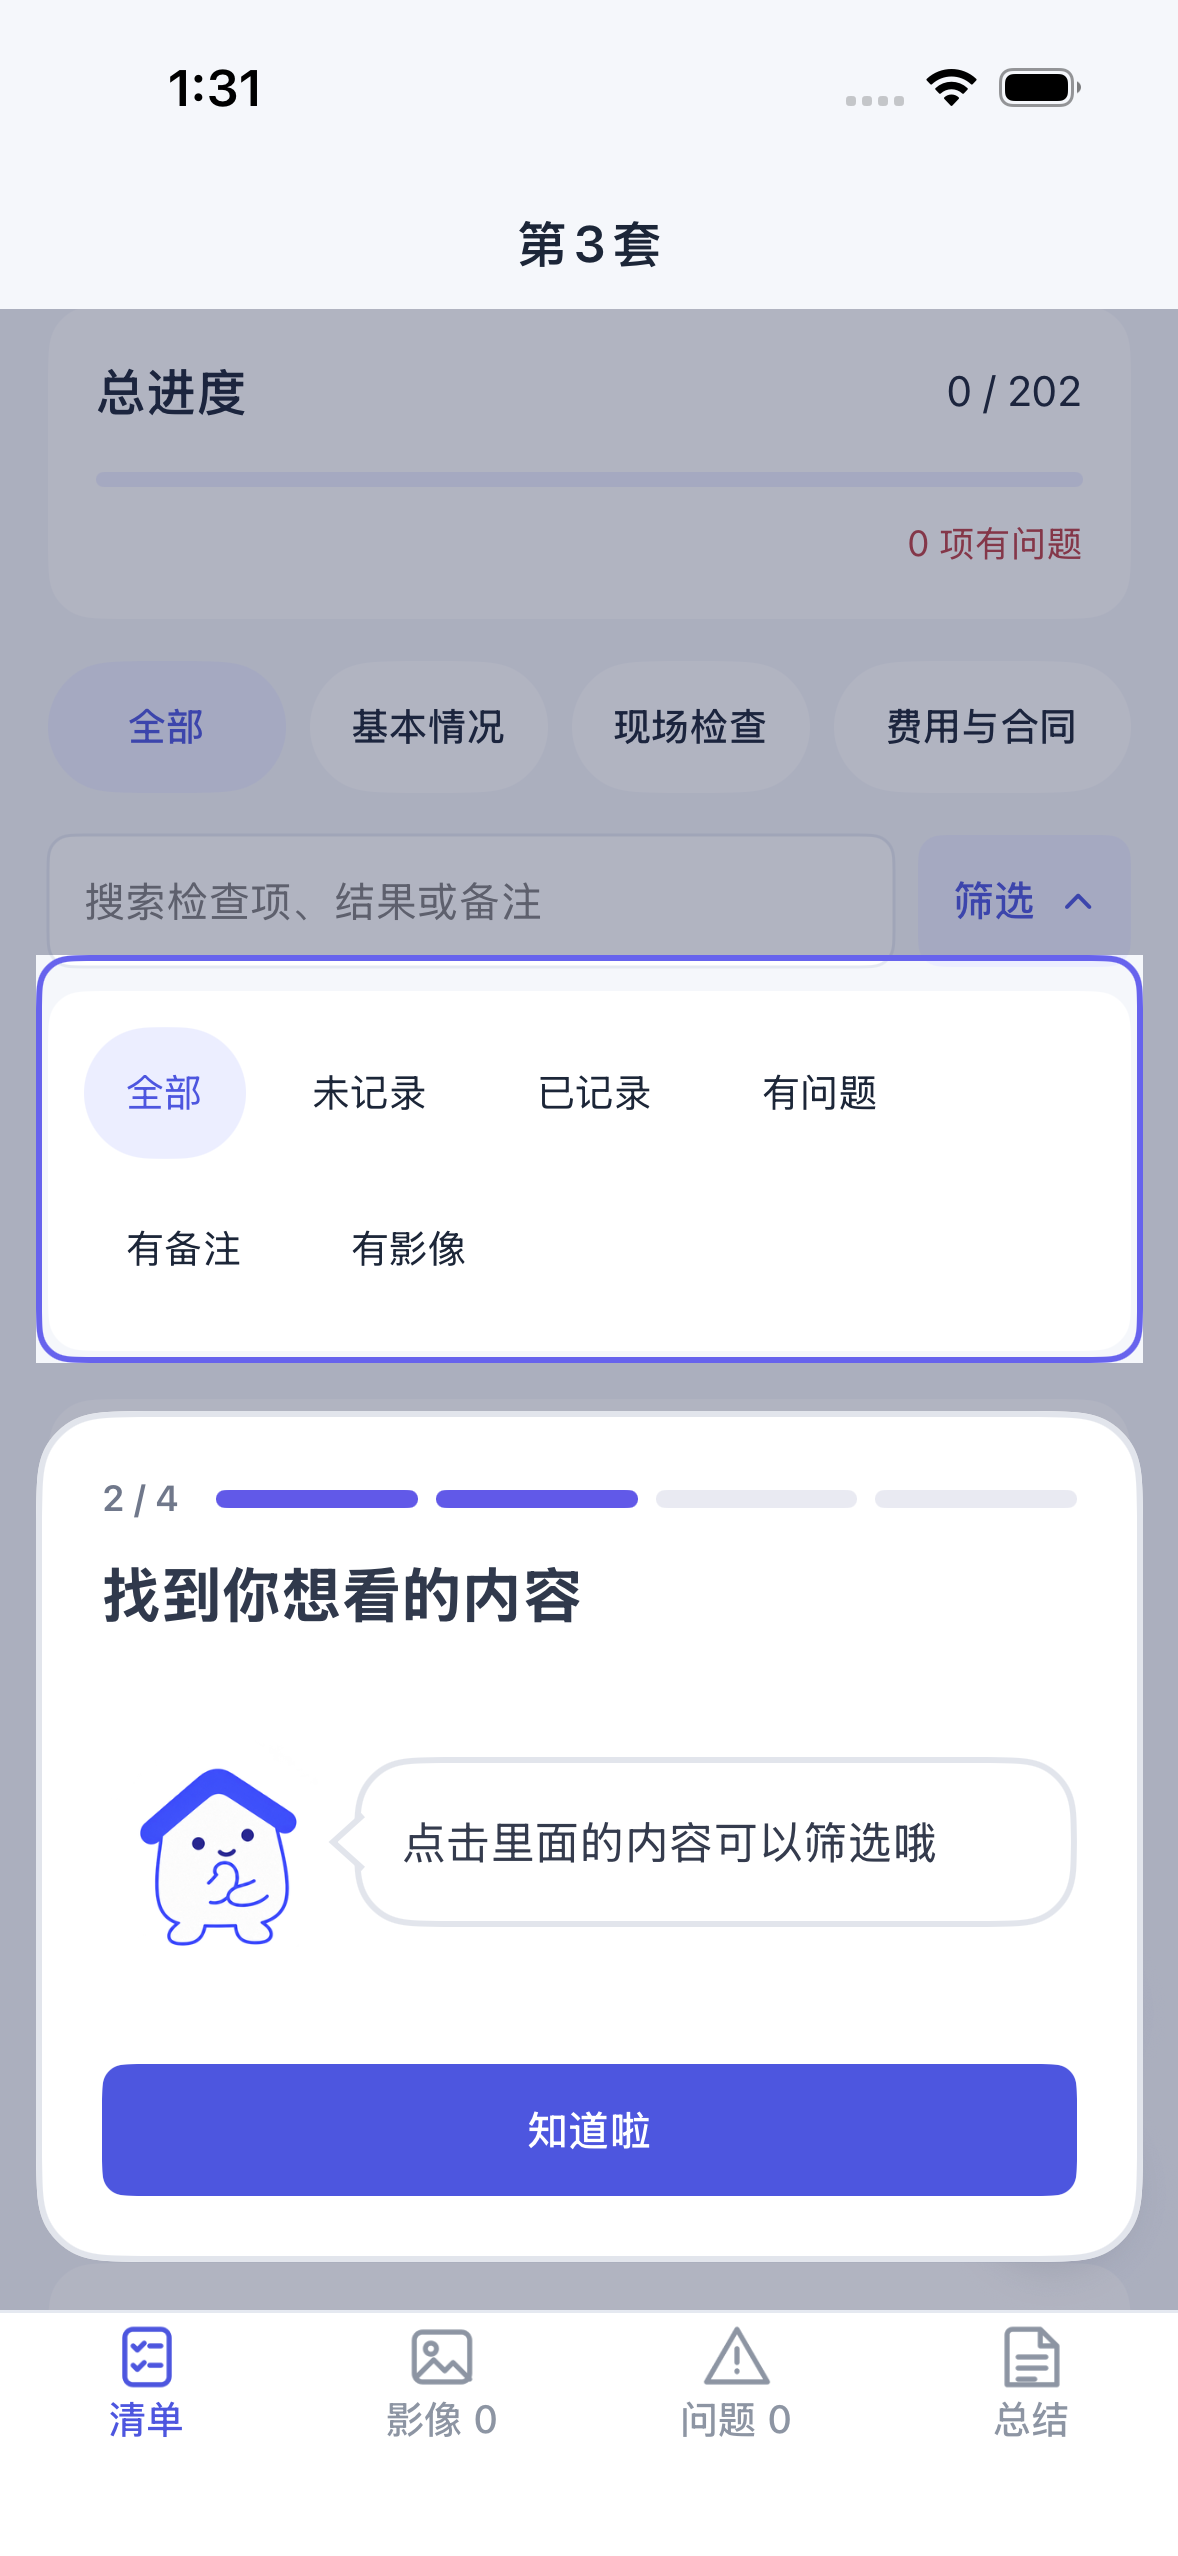 1:31
第3套
总进度
0 / 202
0 项有问题
全部
基本情况
现场检查
费用与合同
搜索检查项、结果或备注
筛选
全部
未记录
已记录
有问题
有备注
有影像
2 / 4
找到你想看的内容
点击里面的内容可以筛选哦
知道啦
清单
影像 0
问题 0
总结